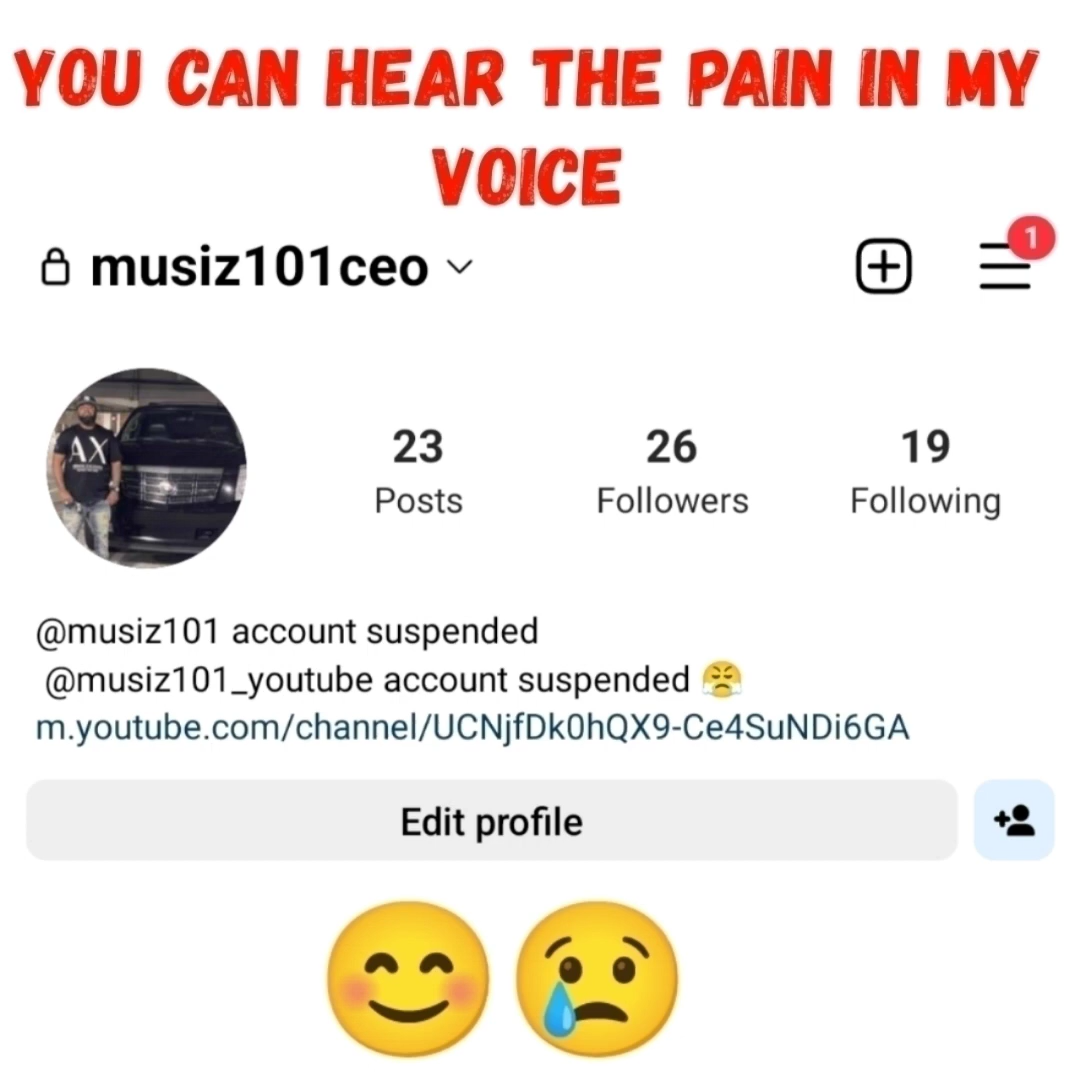 YOU CAN HEAR THE PAIN IN MY
VOICE
musiz101ceo
1
23
26
19
Posts
Followers
Following
AX
@musiz101 account suspended
@musiz101_youtube account suspended 😤
m.youtube.com/channel/UCNjfDk0hQX9-Ce4SuNDi6GA
Edit profile